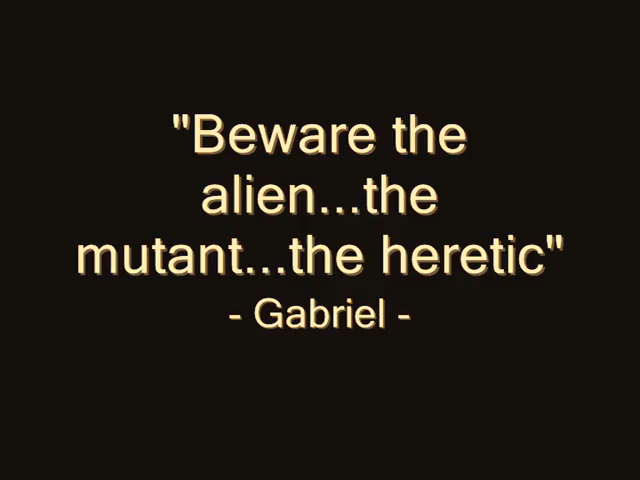 "Beware the
alien...the
mutant...the heretic"
- Gabriel -